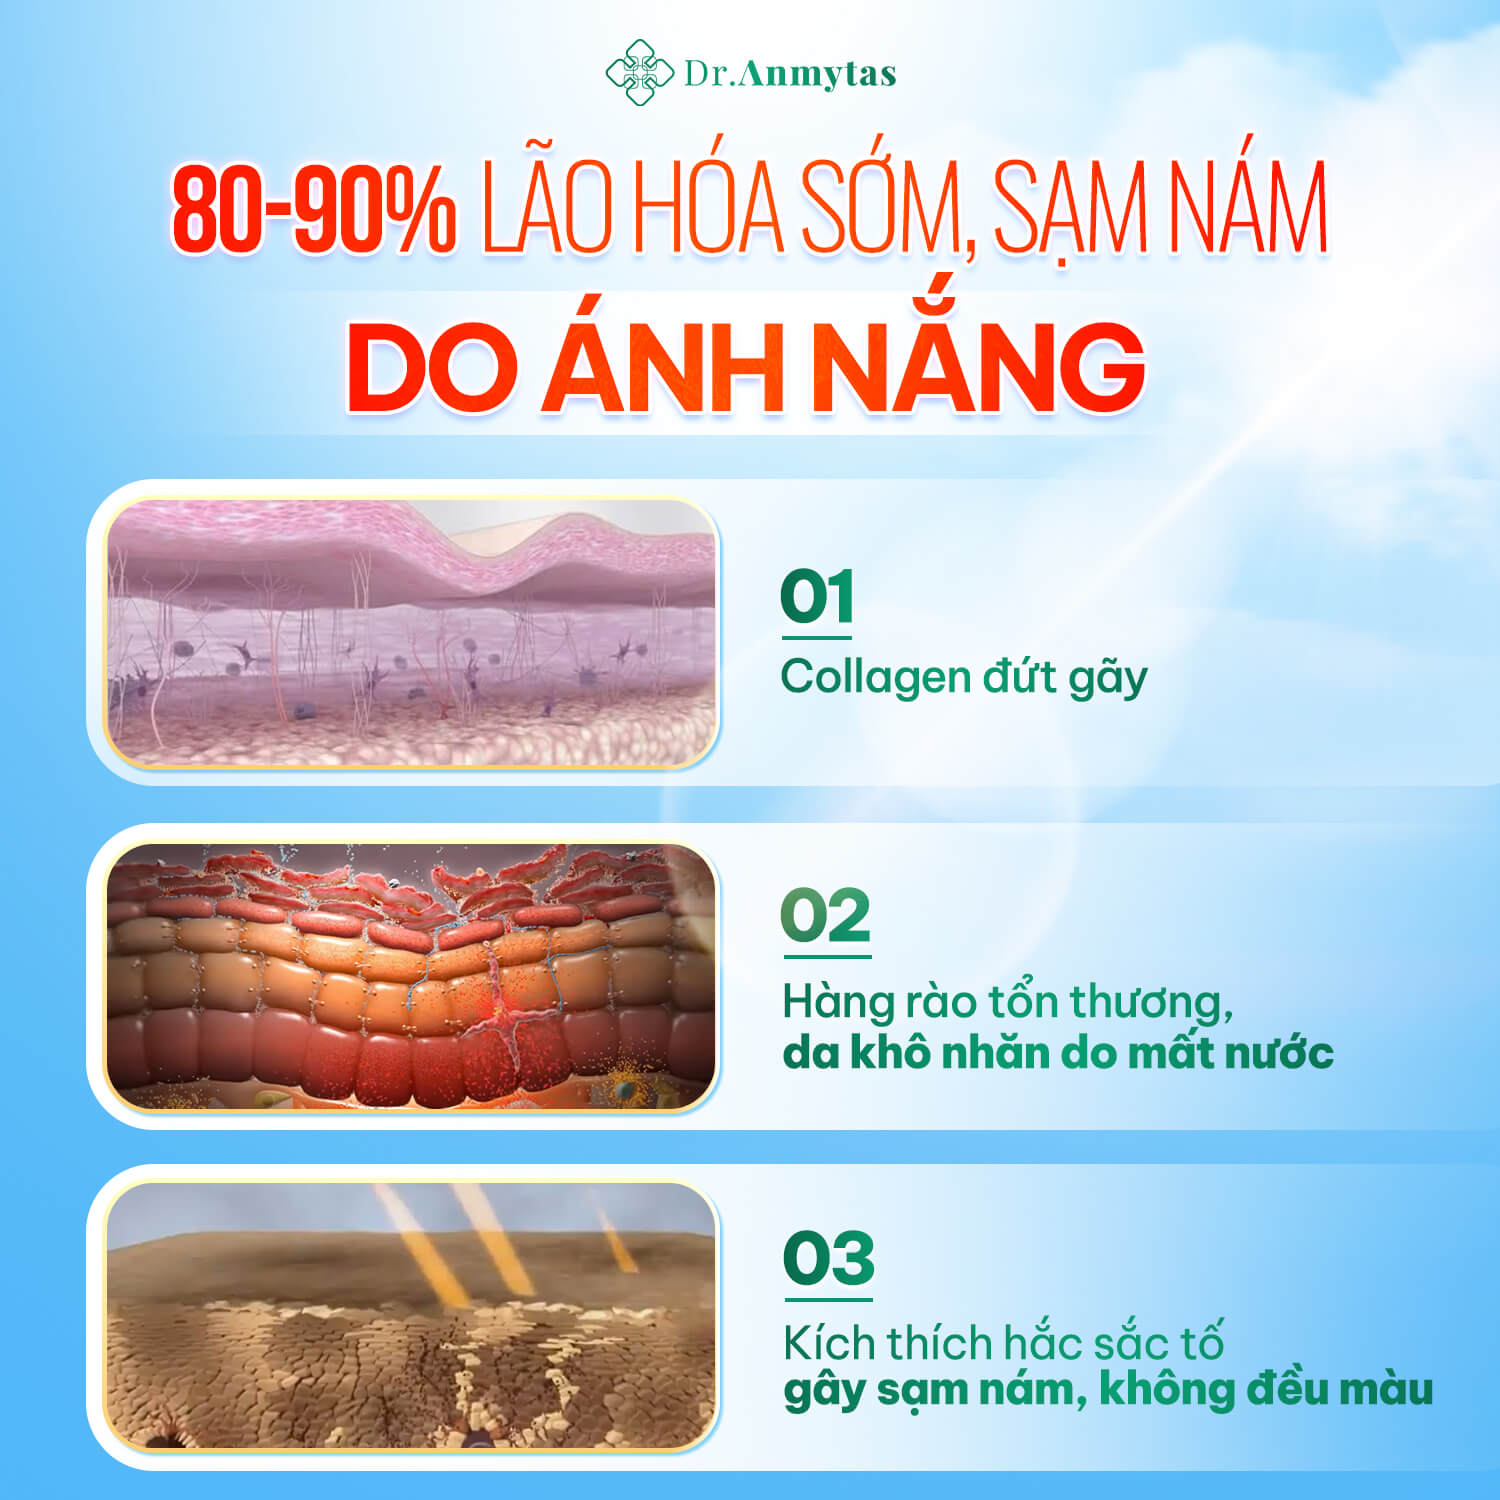 Dr.Anmytas
80-90% LÃO HÓA SỚM, SẠM NÁM
DO ÁNH NẮNG
01
Collagen đứt gãy
02
Hàng rào tổn thương,
da khô nhăn do mất nước
03
Kích thích hắc sắc tố
gây sạm nám, không đều màu